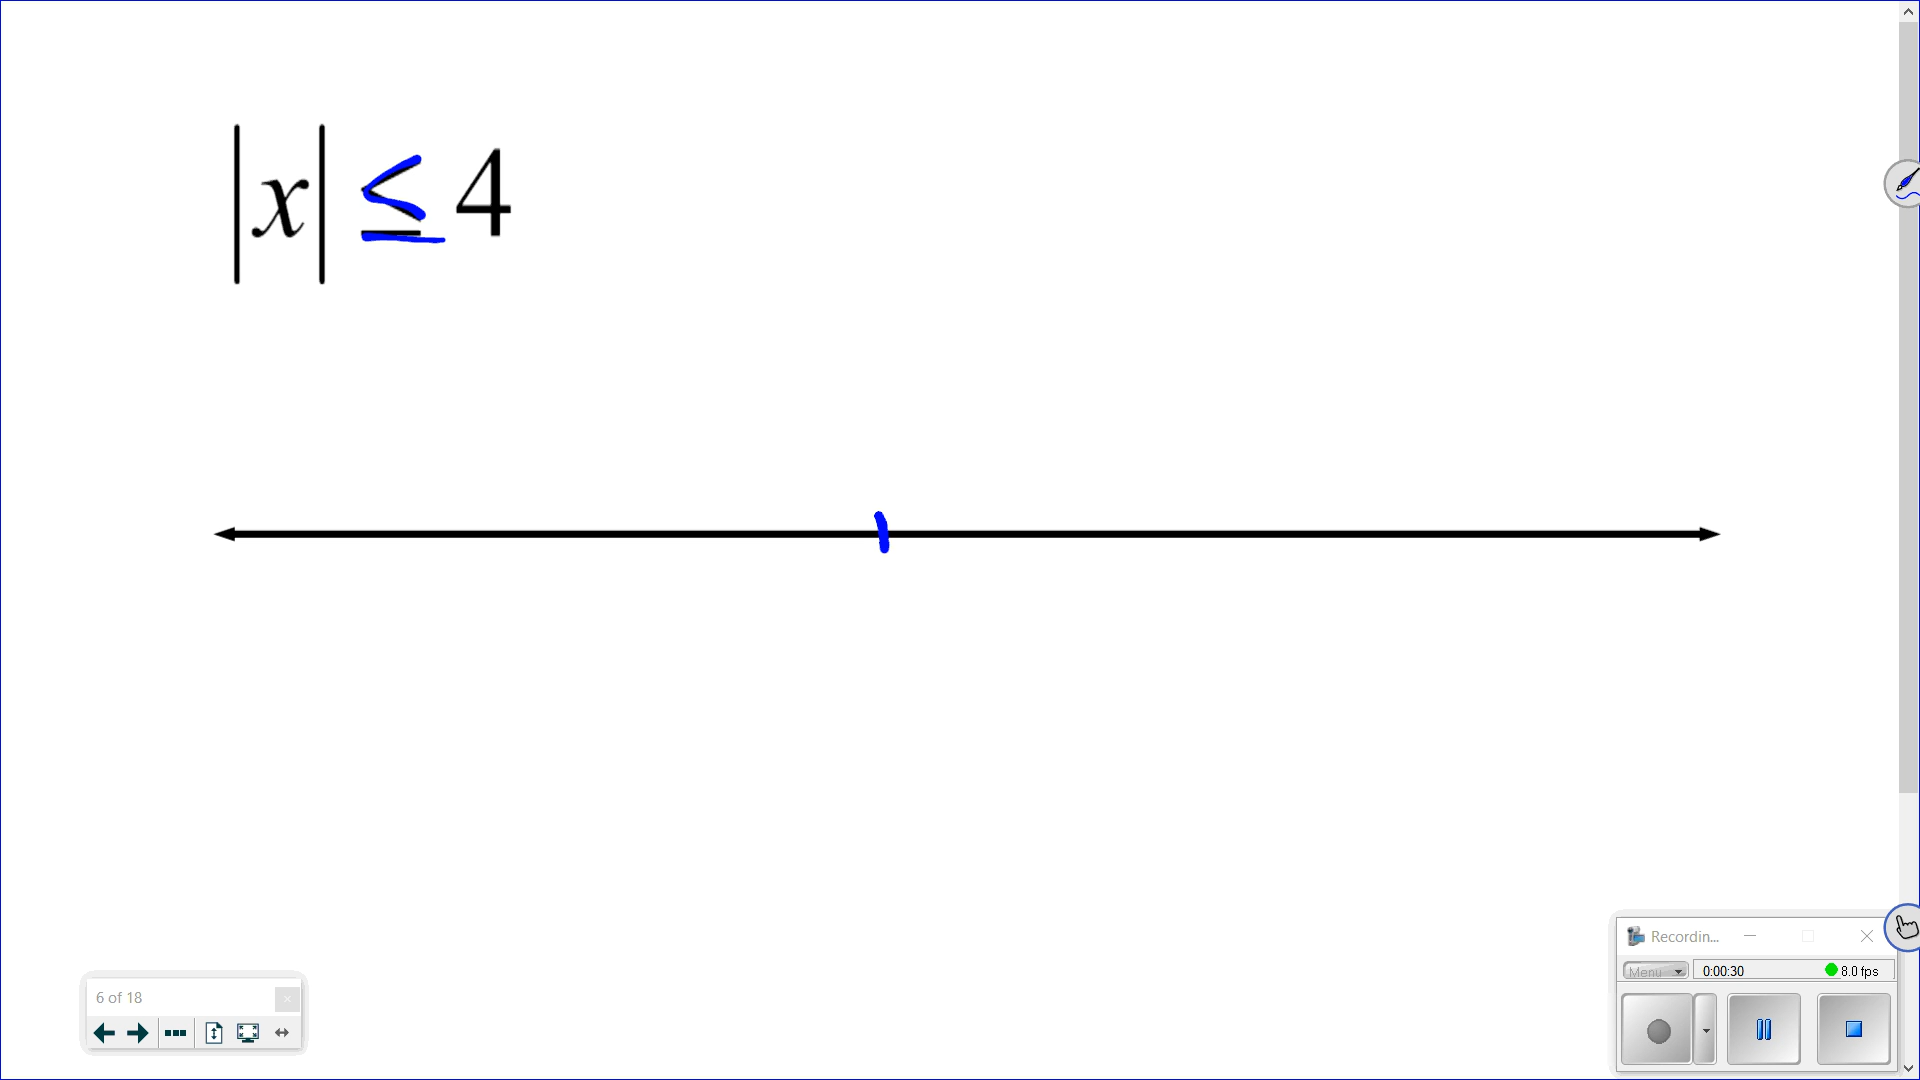 |x| ≤ 4
6 of 18
Recordin...
Menu
0:00:30
8.0 fps